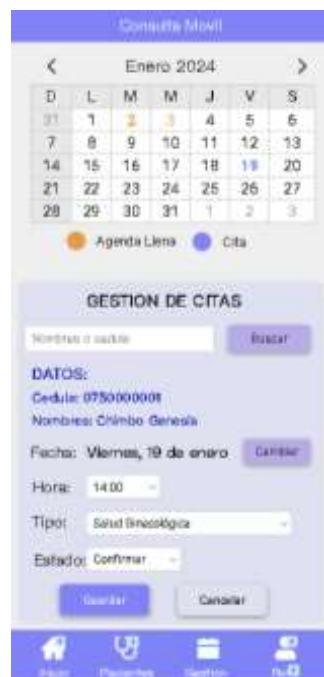 Consulta Movil
< Enero 2024 >
D L M M J V S
31 1 2 3 4 5 6
7 8 9 10 11 12 13
14 15 16 17 18 19 20
21 22 23 24 25 26 27
28 29 30 31 1 2 3
Agenda Llena Cita
GESTION DE CITAS
Nombres o cedula Buscar
DATOS:
Cedula: 0750000001
Nombres: Chimbo Genesis
Fecha: Viernes, 19 de enero Cambiar
Hora: 14:00
Tipo: Salud Ginecológica
Estado: Confirmar
Guardar Cancelar
Inicio Pacientes Gestion